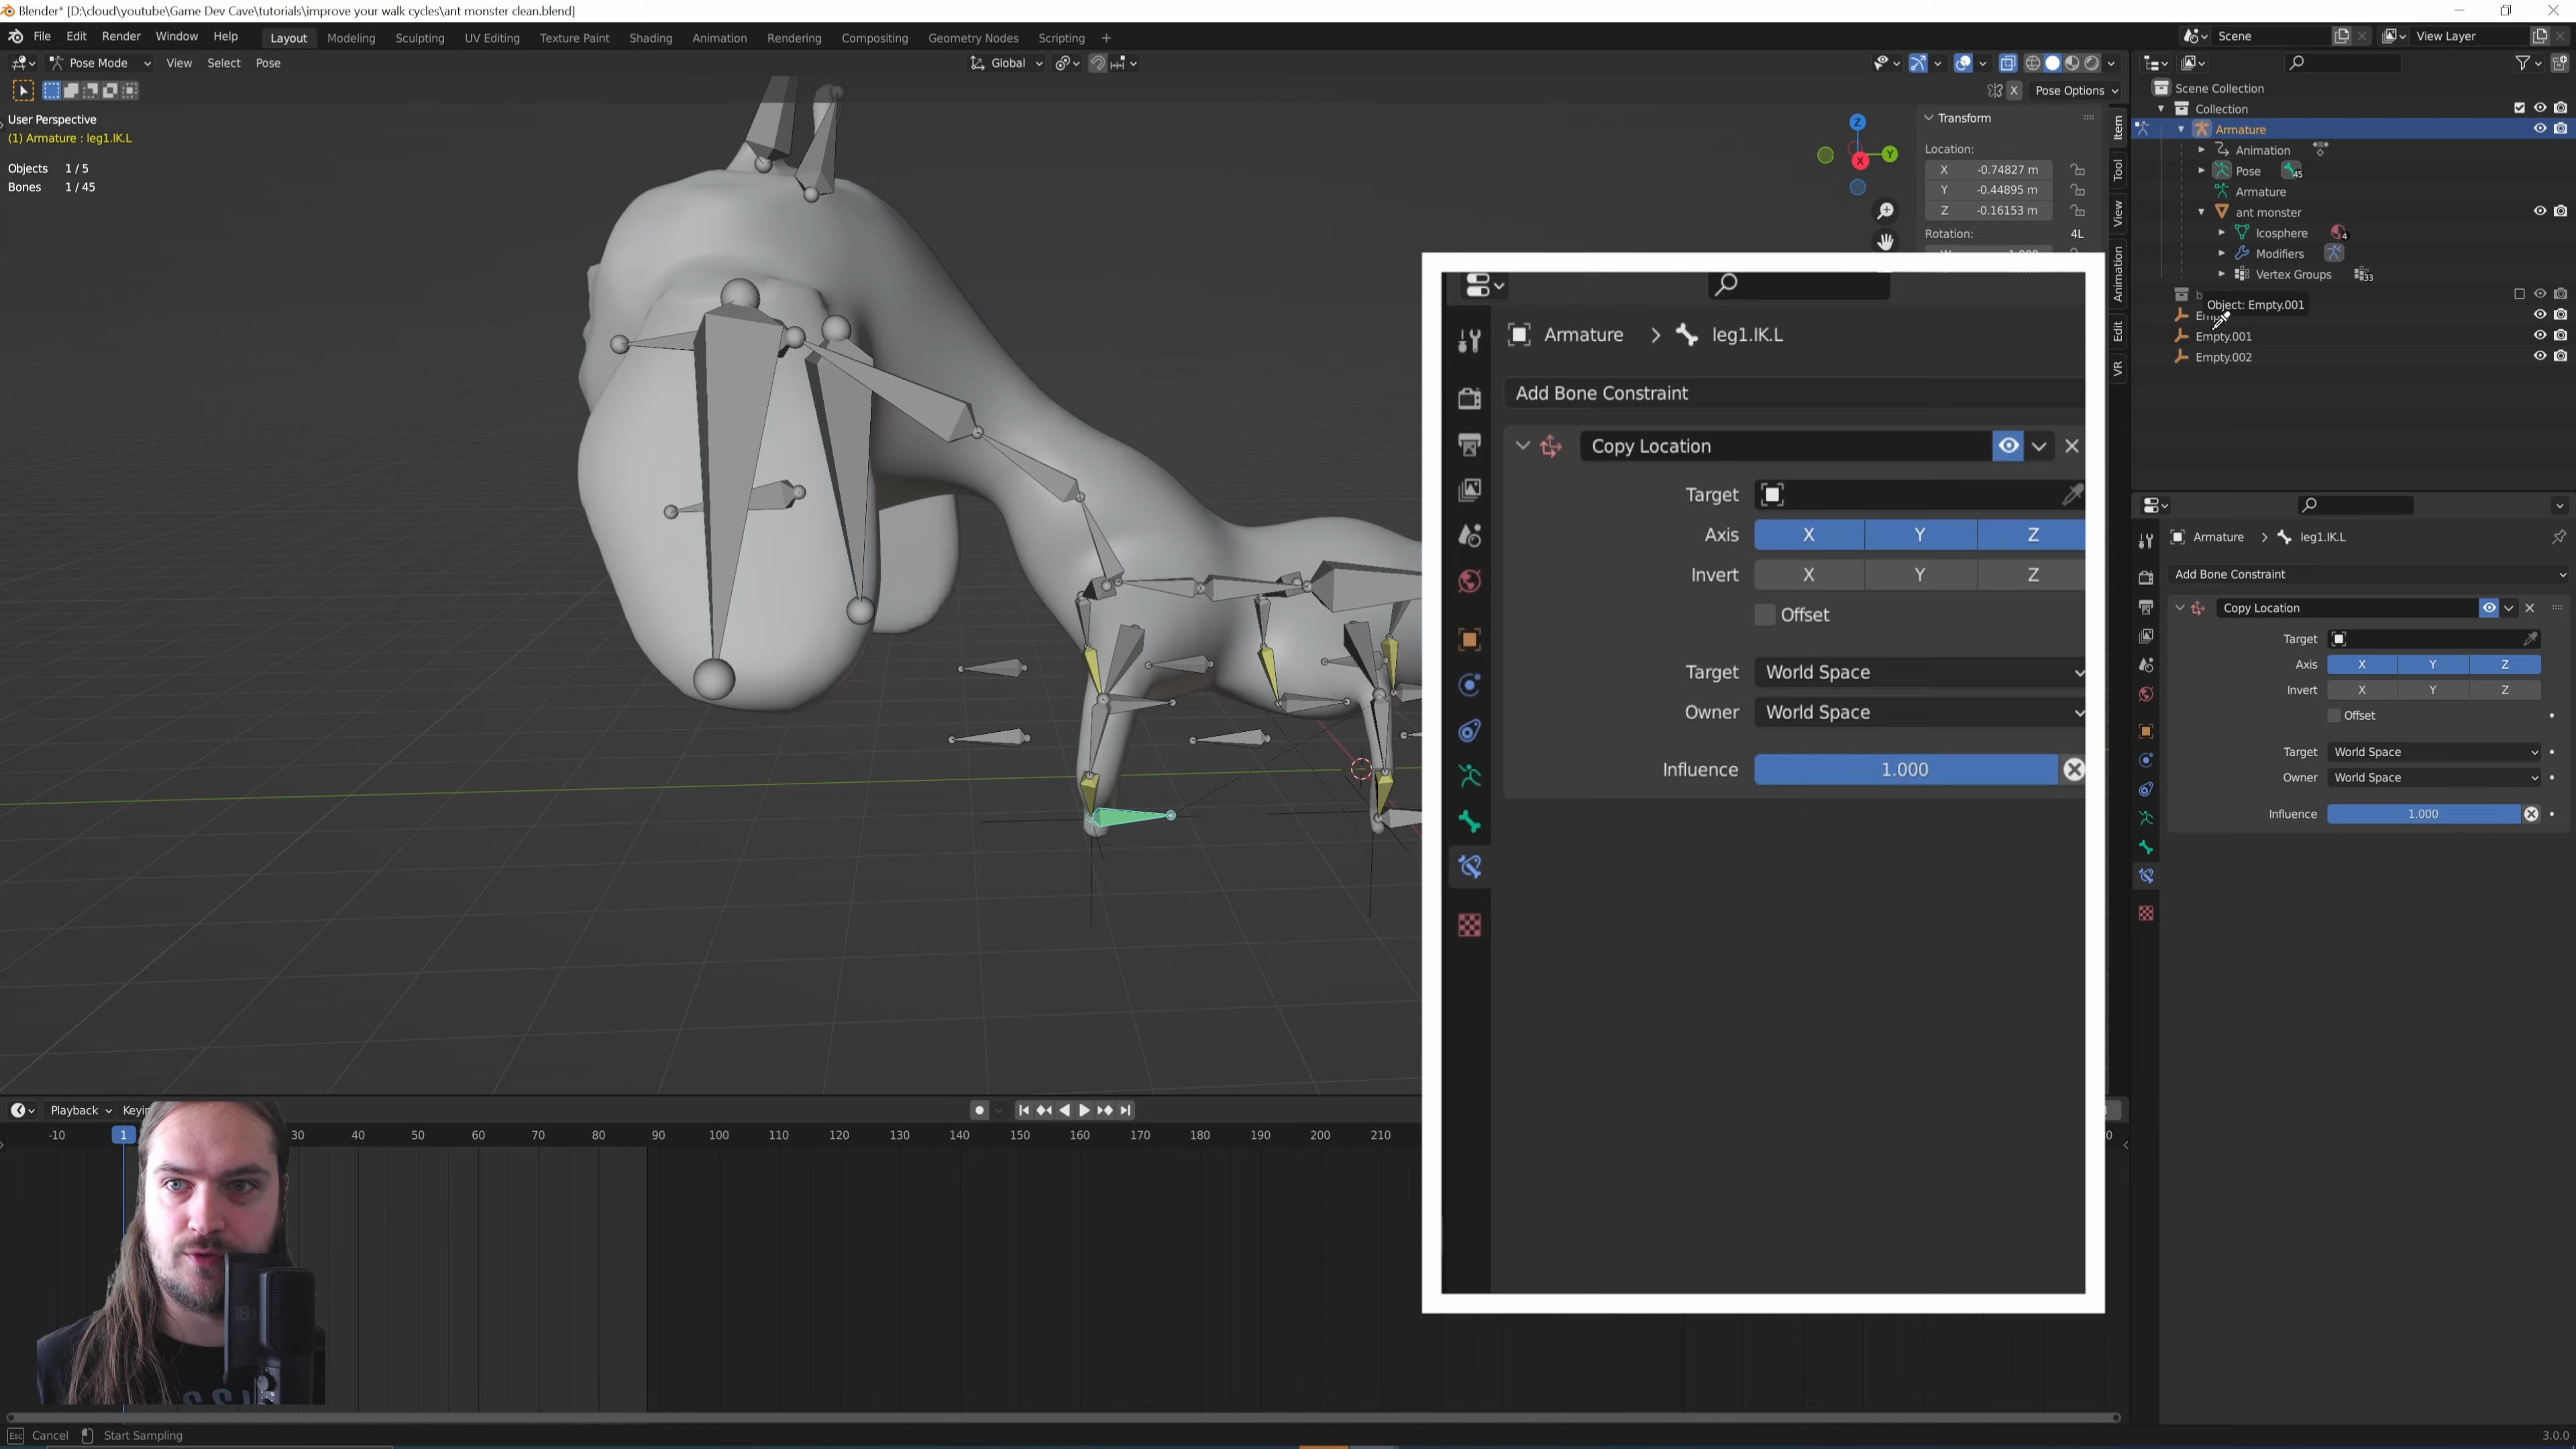 Blender* [D:\cloud\youtube\Game Dev Cave\tutorials\improve your walk cycles\ant monster clean.blend]
File Edit Render Window Help Layout Modeling Sculpting UV Editing Texture Paint Shading Animation Rendering Compositing Geometry Nodes Scripting + Scene View Layer
Pose Mode View Select Pose Global
X Pose Options
User Perspective
(1) Armature : leg1.IK.L
Objects 1 / 5
Bones 1 / 45
Z
Y
X
Transform
Location:
X -0.74827 m
Y -0.44895 m
Z -0.16153 m
Rotation: 4L
Item
Tool
View
Animation
Edit
VR
Scene Collection
Collection
Armature
Animation
Pose 45
Armature
ant monster
Icosphere 4
Modifiers
Vertex Groups 33
Object: Empty.001
Empty.001
Empty.002
Armature > leg1.IK.L
Add Bone Constraint
Copy Location
Target
Axis X Y Z
Invert X Y Z
Offset
Target World Space
Owner World Space
Influence 1.000
Armature > leg1.IK.L
Add Bone Constraint
Copy Location
Target
Axis X Y Z
Invert X Y Z
Offset
Target World Space
Owner World Space
Influence 1.000
Playback
-10 1 30 40 50 60 70 80 90 100 110 120 130 140 150 160 170 180 190 200 210
Esc Cancel Start Sampling 3.0.0